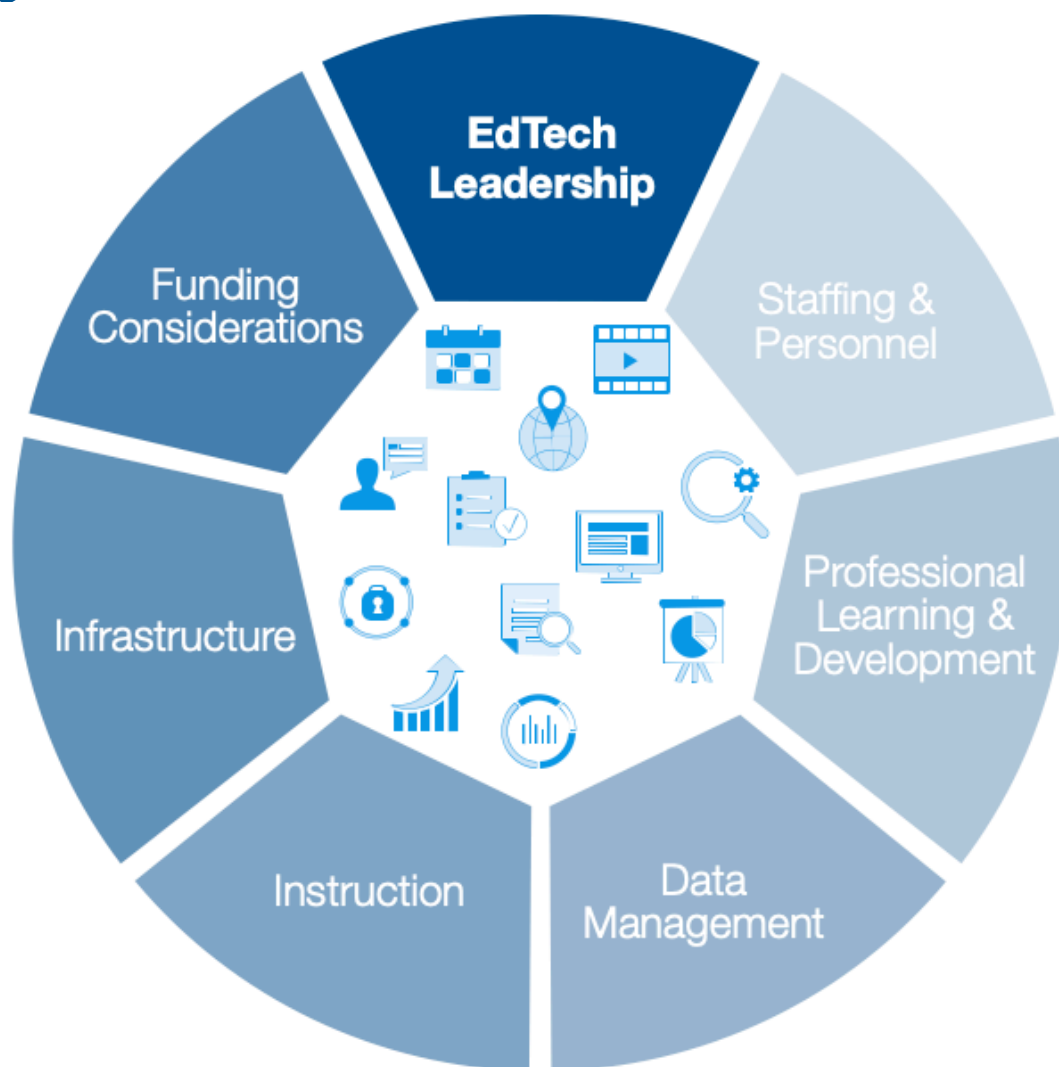 EdTech
Leadership
Staffing &
Personnel
Professional
Learning &
Development
Data
Management
Instruction
Infrastructure
Funding
Considerations